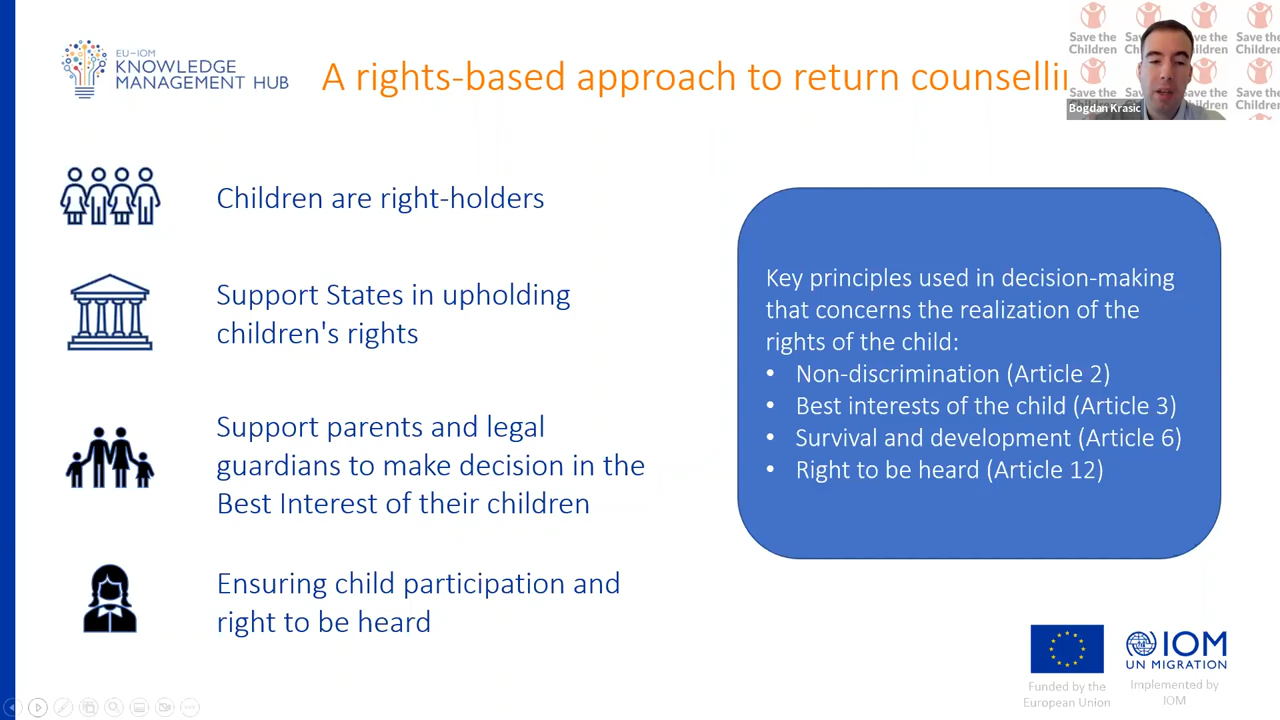 EU–IOM
KNOWLEDGE
MANAGEMENT HUB
A rights-based approach to return counselli
Save the
Children
Save the
Children
Save the
Children
Save the
Children
Save the
Children
Save the
Children
Bogdan Krasic
Children are right-holders
Support States in upholding
children's rights
Support parents and legal
guardians to make decision in the
Best Interest of their children
Ensuring child participation and
right to be heard
Key principles used in decision-making
that concerns the realization of the
rights of the child:
• Non-discrimination (Article 2)
• Best interests of the child (Article 3)
• Survival and development (Article 6)
• Right to be heard (Article 12)
Funded by the
European Union
IOM
UN MIGRATION
Implemented by
IOM